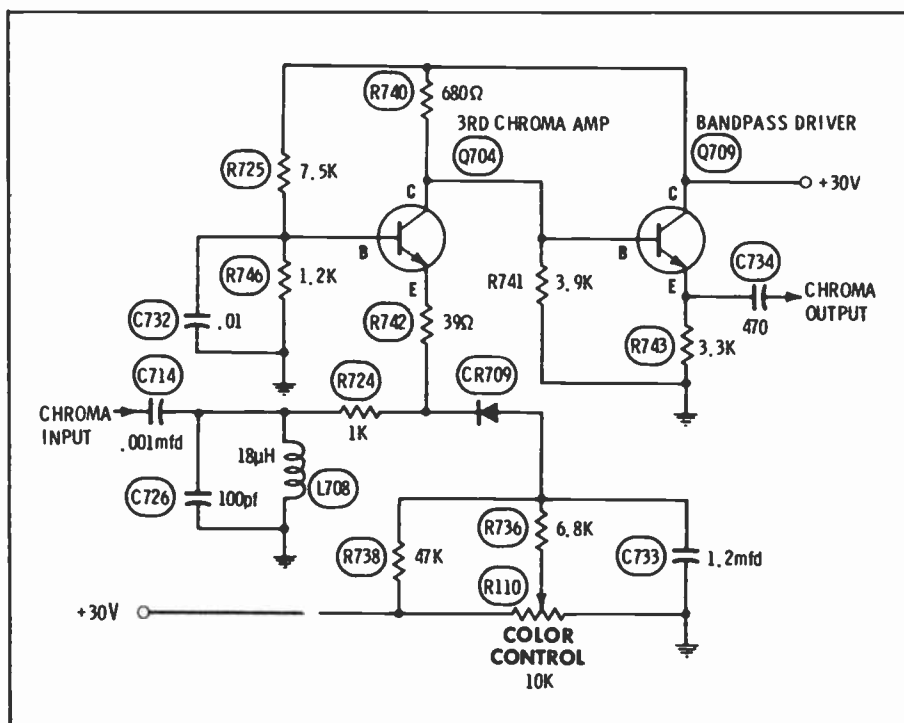 R740
680Ω
3RD CHROMA AMP
Q704
BANDPASS DRIVER
Q709
R725
7.5K
C
B
E
+30V
C
B
E
R746
1.2K
C732
.01
R742
39Ω
R741
3.9K
C734
470
CHROMA
OUTPUT
R743
3.3K
C714
CHROMA
INPUT
.001mfd
R724
1K
CR709
18µH
L708
C726
100pf
R738
47K
R736
6.8K
C733
1.2mfd
R110
+30V
COLOR
CONTROL
10K